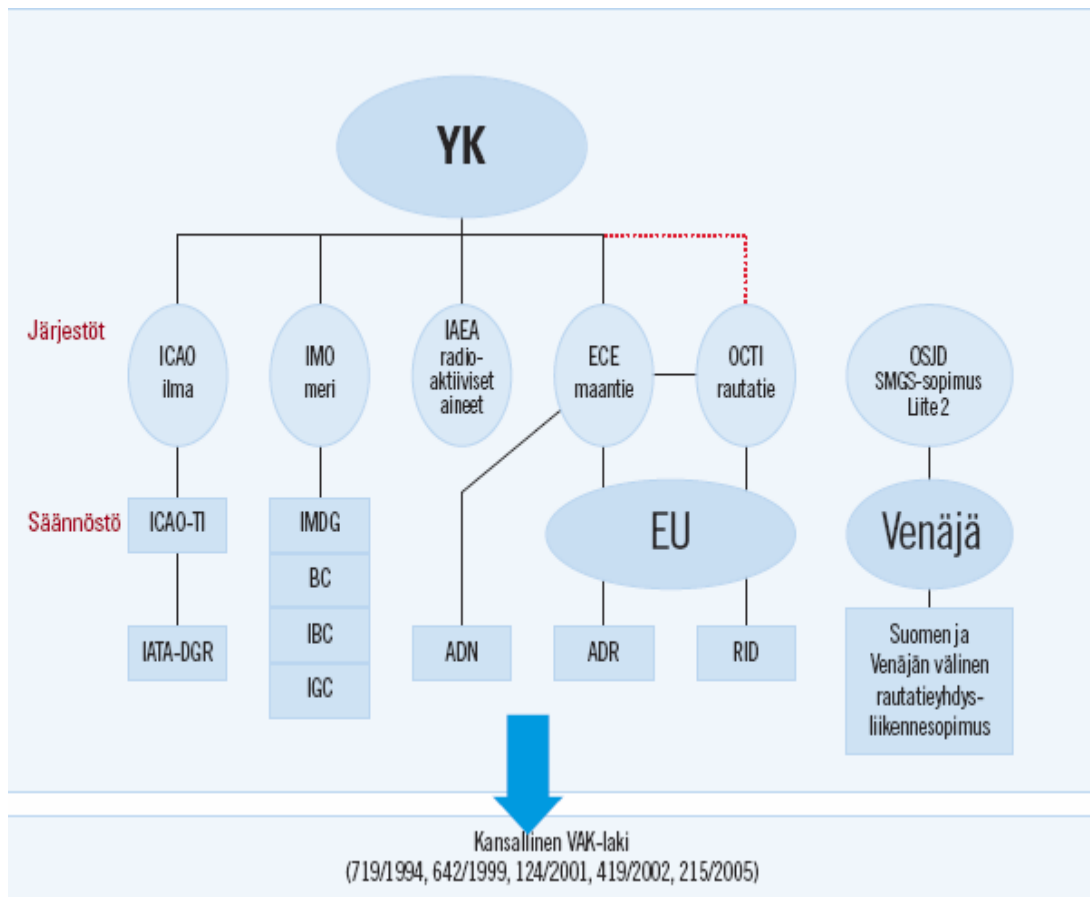 YK
Järjestöt
ICAO
ilma
IMO
meri
IAEA
radio-
aktiiviset
aineet
ECE
maantie
OCTI
rautatie
OSJD
SMGS-sopimus
Liite 2
Säännöstö
ICAO-TI
IMDG
EU
Venäjä
BC
IATA-DGR
IBC
IGC
ADN
ADR
RID
Suomen ja
Venäjän välinen
rautatieyhdys-
liikennesopimus
Kansallinen VAK-laki
(719/1994, 642/1999, 124/2001, 419/2002, 215/2005)